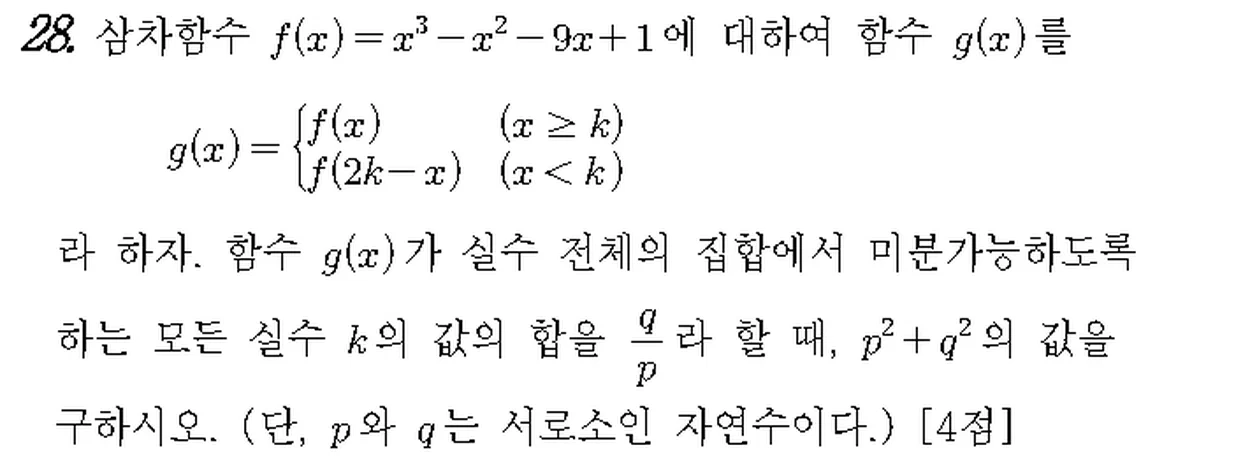 28. 삼차함수 f(x)=x³−x²−9x+1에 대하여 함수 g(x)를
g(x)={f(x) (x ≥ k)
f(2k−x) (x < k)
라 하자. 함수 g(x)가 실수 전체의 집합에서 미분가능하도록
하는 모든 실수 k의 값의 합을 q/p라 할 때, p²+q²의 값을
구하시오. (단, p와 q는 서로소인 자연수이다.) [4점]